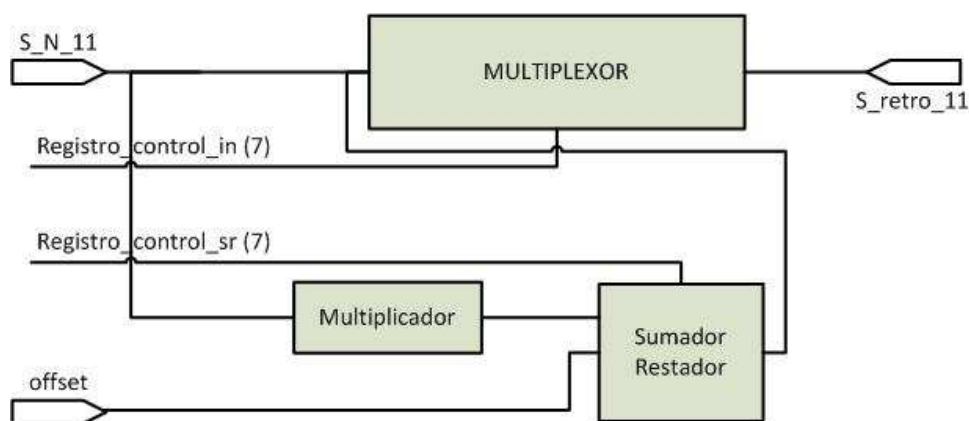 S_N_11
MULTIPLEXOR
S_retro_11
Registro_control_in (7)
Registro_control_sr (7)
Multiplicador
Sumador
Restador
offset